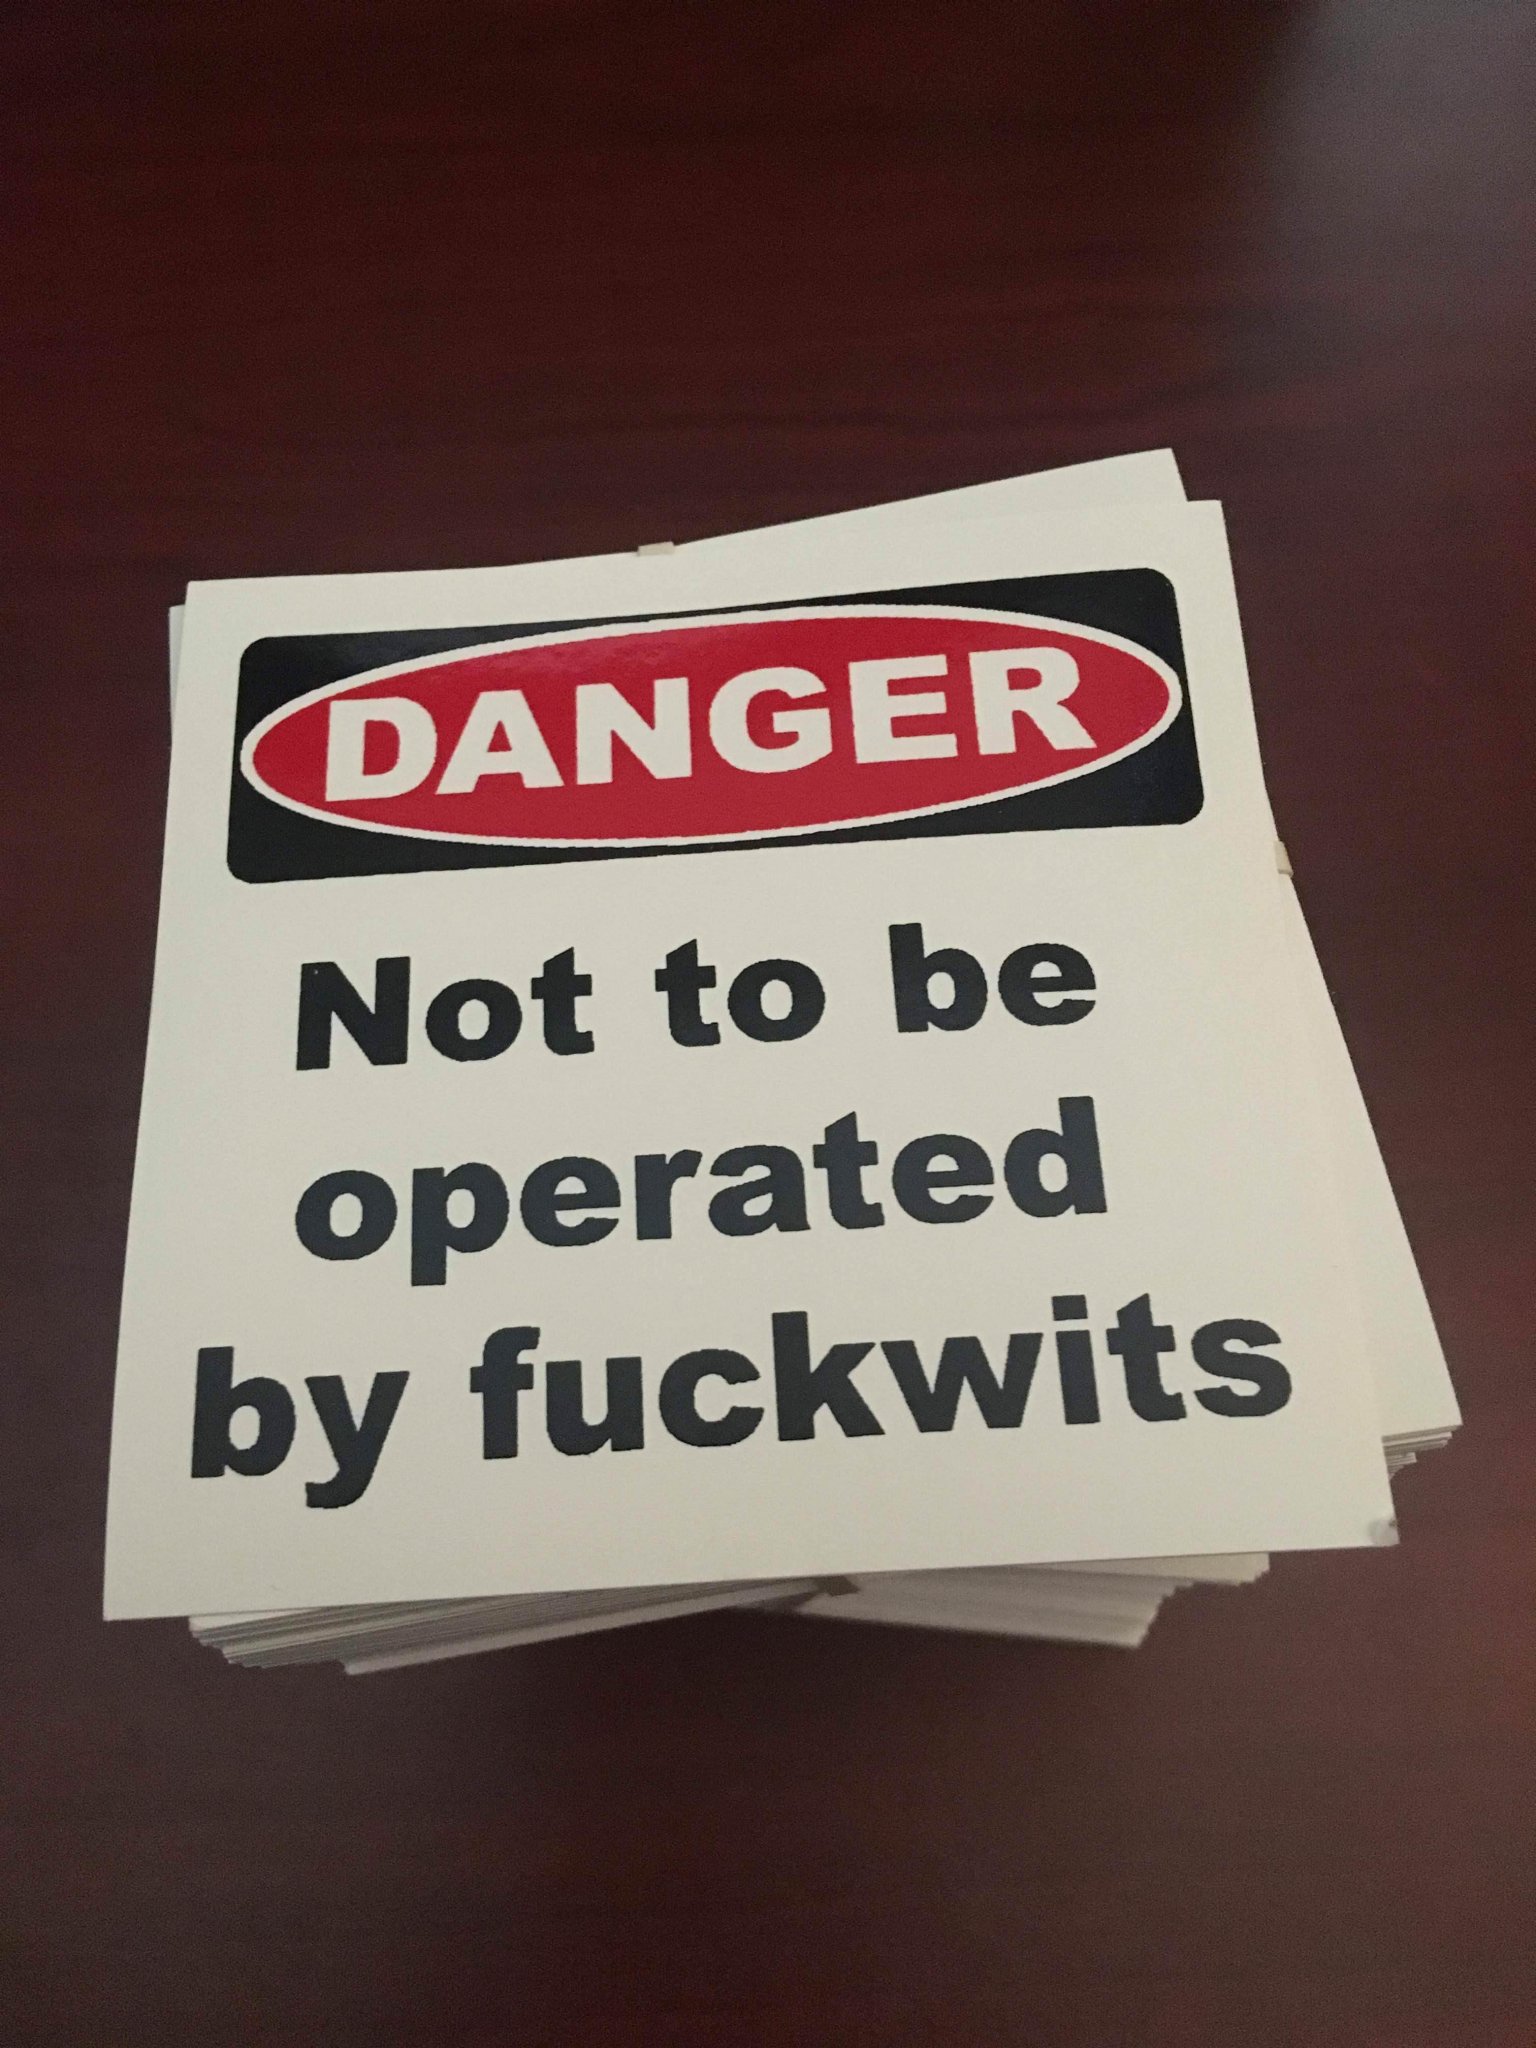 DANGER
Not to be
operated
by fuckwits